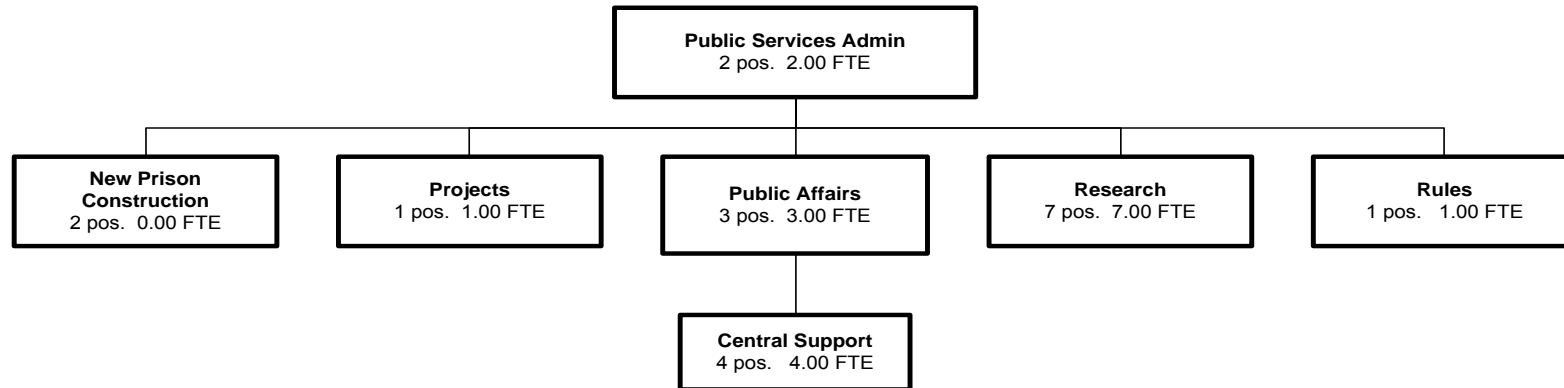 Public Services Admin
2 pos. 2.00 FTE
New Prison
Construction
2 pos. 0.00 FTE
Projects
1 pos. 1.00 FTE
Public Affairs
3 pos. 3.00 FTE
Research
7 pos. 7.00 FTE
Rules
1 pos. 1.00 FTE
Central Support
4 pos. 4.00 FTE